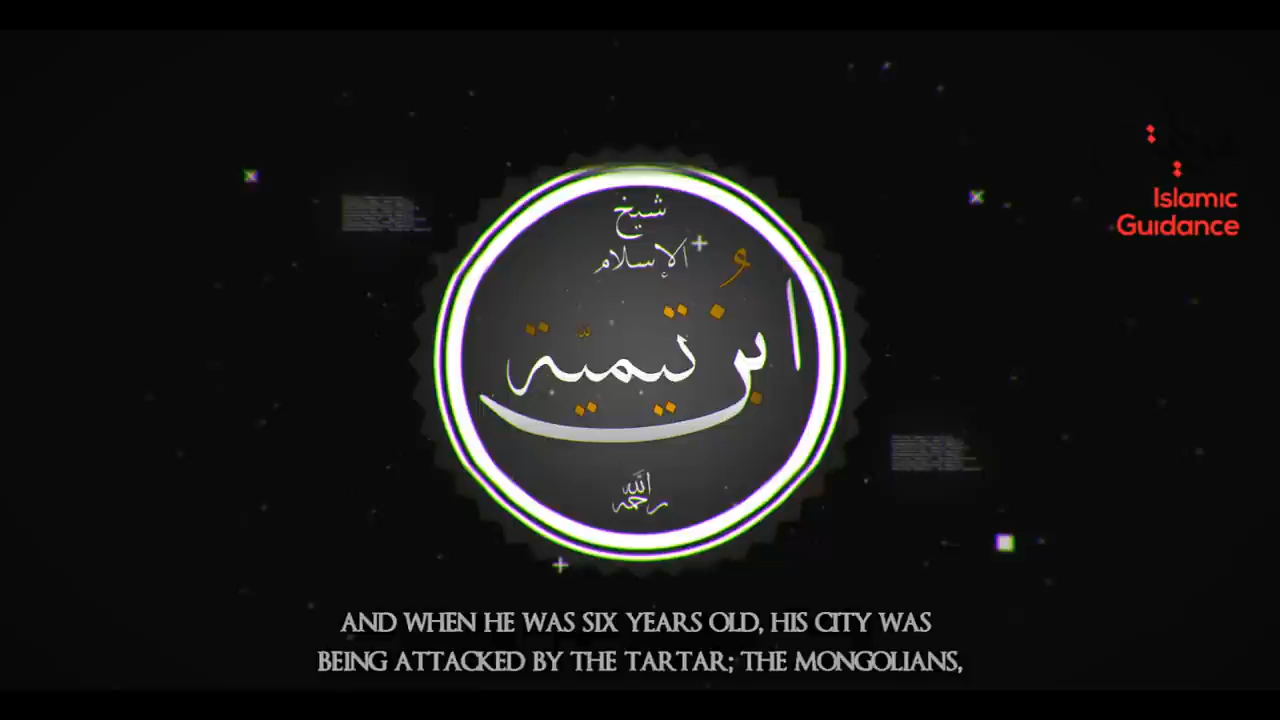 شيخ
الإسلام
ابنُ تيميّة
رحمه الله
Islamic
Guidance
AND WHEN HE WAS SIX YEARS OLD, HIS CITY WAS
BEING ATTACKED BY THE TARTAR; THE MONGOLIANS,